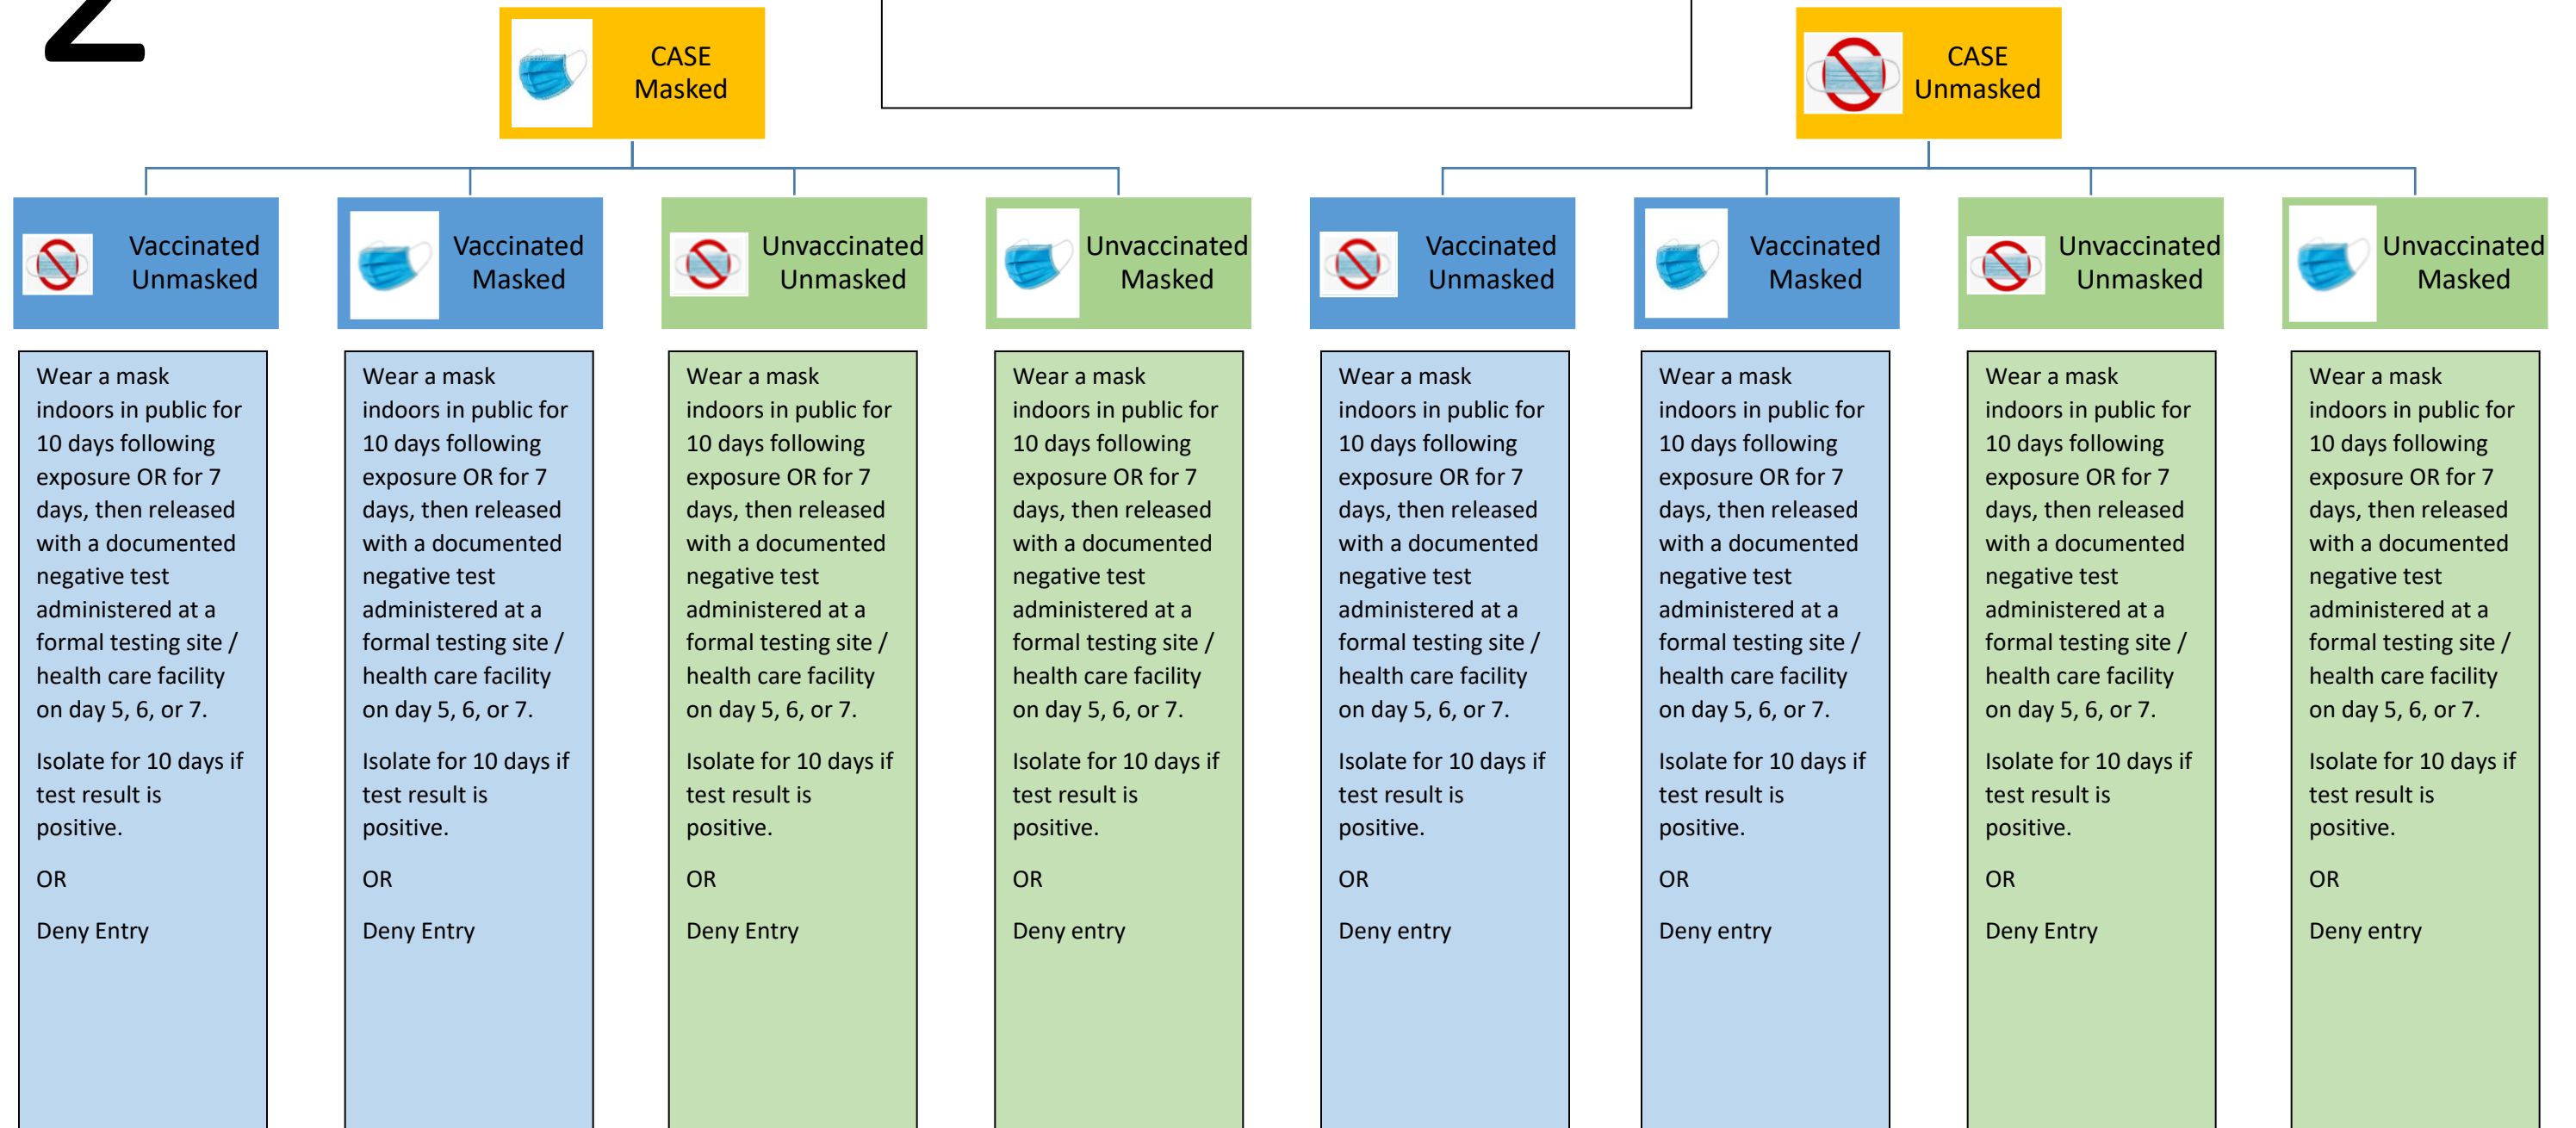 2
CASE
Masked
CASE
Unmasked
Vaccinated
Unmasked
Vaccinated
Masked
Unvaccinated
Unmasked
Unvaccinated
Masked
Vaccinated
Unmasked
Vaccinated
Masked
Unvaccinated
Unmasked
Unvaccinated
Masked
Wear a mask
indoors in public for
10 days following
exposure OR for 7
days, then released
with a documented
negative test
administered at a
formal testing site /
health care facility
on day 5, 6, or 7.
Isolate for 10 days if
test result is
positive.
OR
Deny Entry
Wear a mask
indoors in public for
10 days following
exposure OR for 7
days, then released
with a documented
negative test
administered at a
formal testing site /
health care facility
on day 5, 6, or 7.
Isolate for 10 days if
test result is
positive.
OR
Deny Entry
Wear a mask
indoors in public for
10 days following
exposure OR for 7
days, then released
with a documented
negative test
administered at a
formal testing site /
health care facility
on day 5, 6, or 7.
Isolate for 10 days if
test result is
positive.
OR
Deny Entry
Wear a mask
indoors in public for
10 days following
exposure OR for 7
days, then released
with a documented
negative test
administered at a
formal testing site /
health care facility
on day 5, 6, or 7.
Isolate for 10 days if
test result is
positive.
OR
Deny entry
Wear a mask
indoors in public for
10 days following
exposure OR for 7
days, then released
with a documented
negative test
administered at a
formal testing site /
health care facility
on day 5, 6, or 7.
Isolate for 10 days if
test result is
positive.
OR
Deny entry
Wear a mask
indoors in public for
10 days following
exposure OR for 7
days, then released
with a documented
negative test
administered at a
formal testing site /
health care facility
on day 5, 6, or 7.
Isolate for 10 days if
test result is
positive.
OR
Deny entry
Wear a mask
indoors in public for
10 days following
exposure OR for 7
days, then released
with a documented
negative test
administered at a
formal testing site /
health care facility
on day 5, 6, or 7.
Isolate for 10 days if
test result is
positive.
OR
Deny Entry
Wear a mask
indoors in public for
10 days following
exposure OR for 7
days, then released
with a documented
negative test
administered at a
formal testing site /
health care facility
on day 5, 6, or 7.
Isolate for 10 days if
test result is
positive.
OR
Deny entry